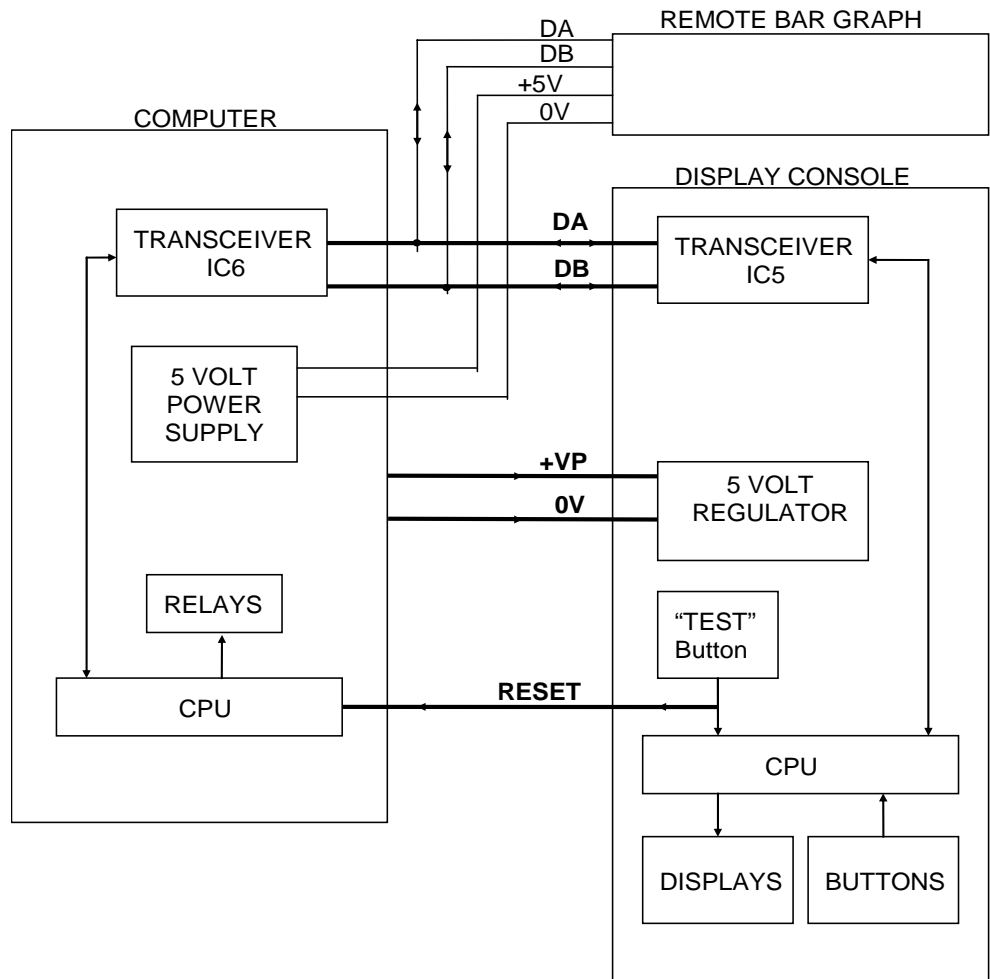 REMOTE BAR GRAPH
DA
DB
+5V
0V
COMPUTER
DISPLAY CONSOLE
TRANSCEIVER
IC6
DA
DB
TRANSCEIVER
IC5
5 VOLT
POWER
SUPPLY
+VP
0V
5 VOLT
REGULATOR
RELAYS
“TEST”
Button
CPU
RESET
CPU
DISPLAYS
BUTTONS